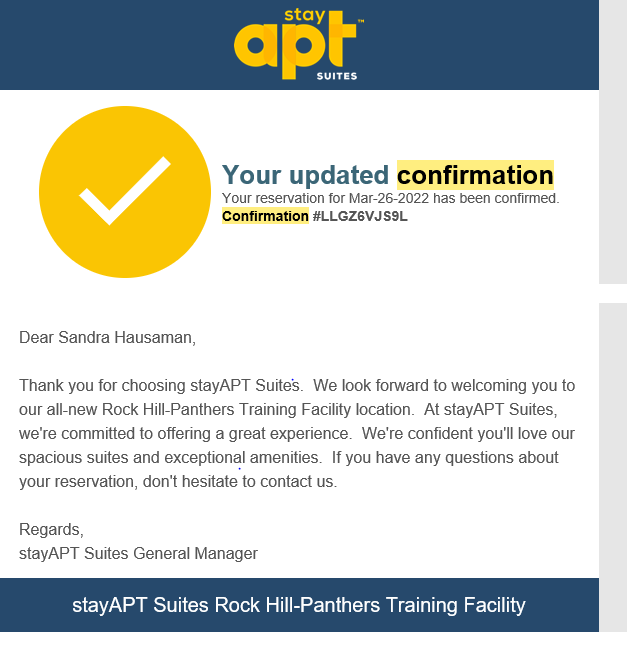 stay
apt™
SUITES
Your updated confirmation
Your reservation for Mar-26-2022 has been confirmed.
Confirmation #LLGZ6VJS9L
Dear Sandra Hausaman,
Thank you for choosing stayAPT Suites.  We look forward to welcoming you to
our all-new Rock Hill-Panthers Training Facility location.  At stayAPT Suites,
we're committed to offering a great experience.  We're confident you'll love our
spacious suites and exceptional amenities.  If you have any questions about
your reservation, don't hesitate to contact us.
Regards,
stayAPT Suites General Manager
stayAPT Suites Rock Hill-Panthers Training Facility